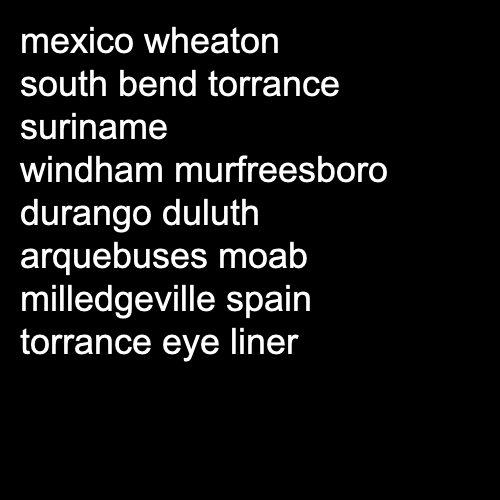 mexico wheaton
south bend torrance
suriname
windham murfreesboro
durango duluth
arquebuses moab
milledgeville spain
torrance eye liner